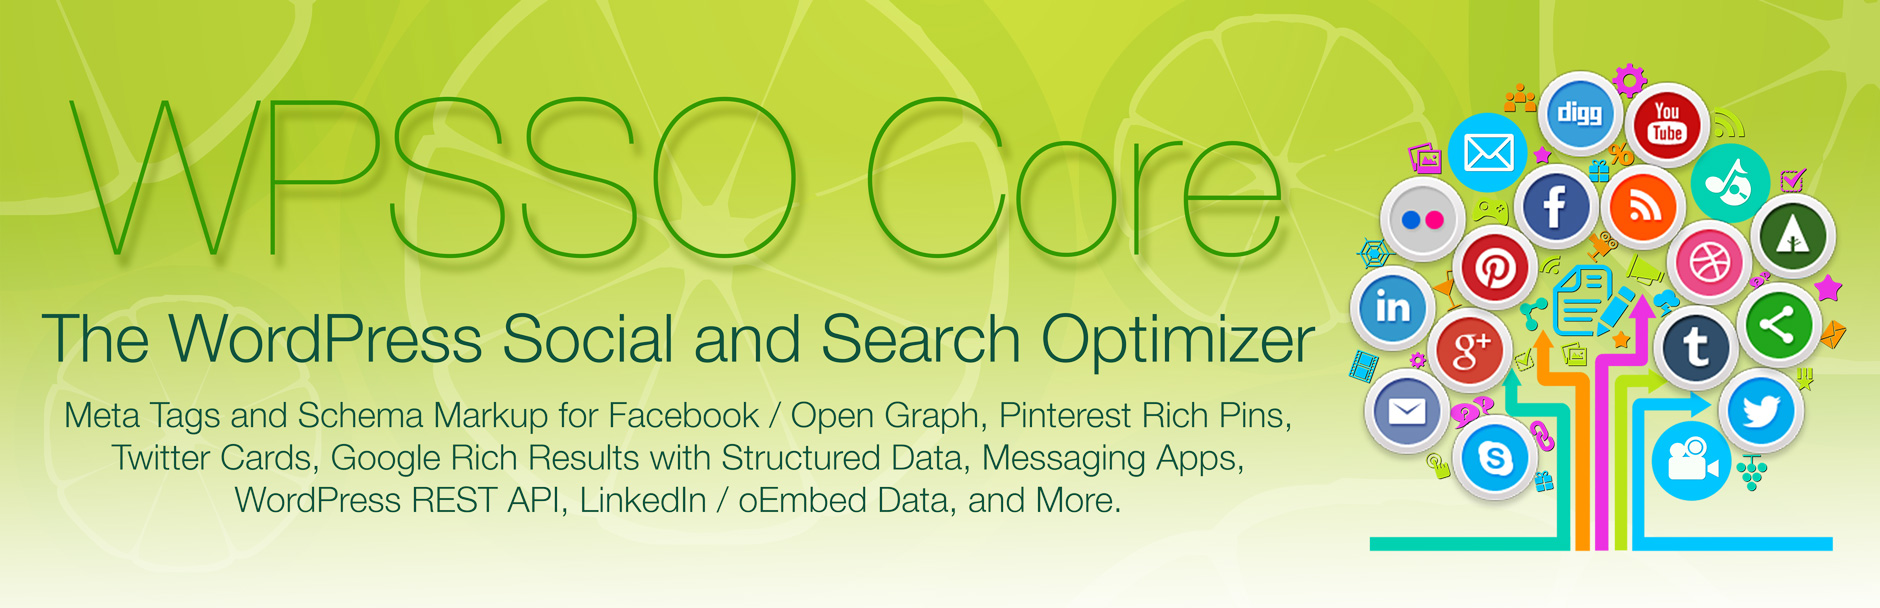 WPSSO Core
The WordPress Social and Search Optimizer
Meta Tags and Schema Markup for Facebook / Open Graph, Pinterest Rich Pins,
Twitter Cards, Google Rich Results with Structured Data, Messaging Apps,
WordPress REST API, LinkedIn / oEmbed Data, and More.
digg
You
Tube
f
in
g+
t
S
%